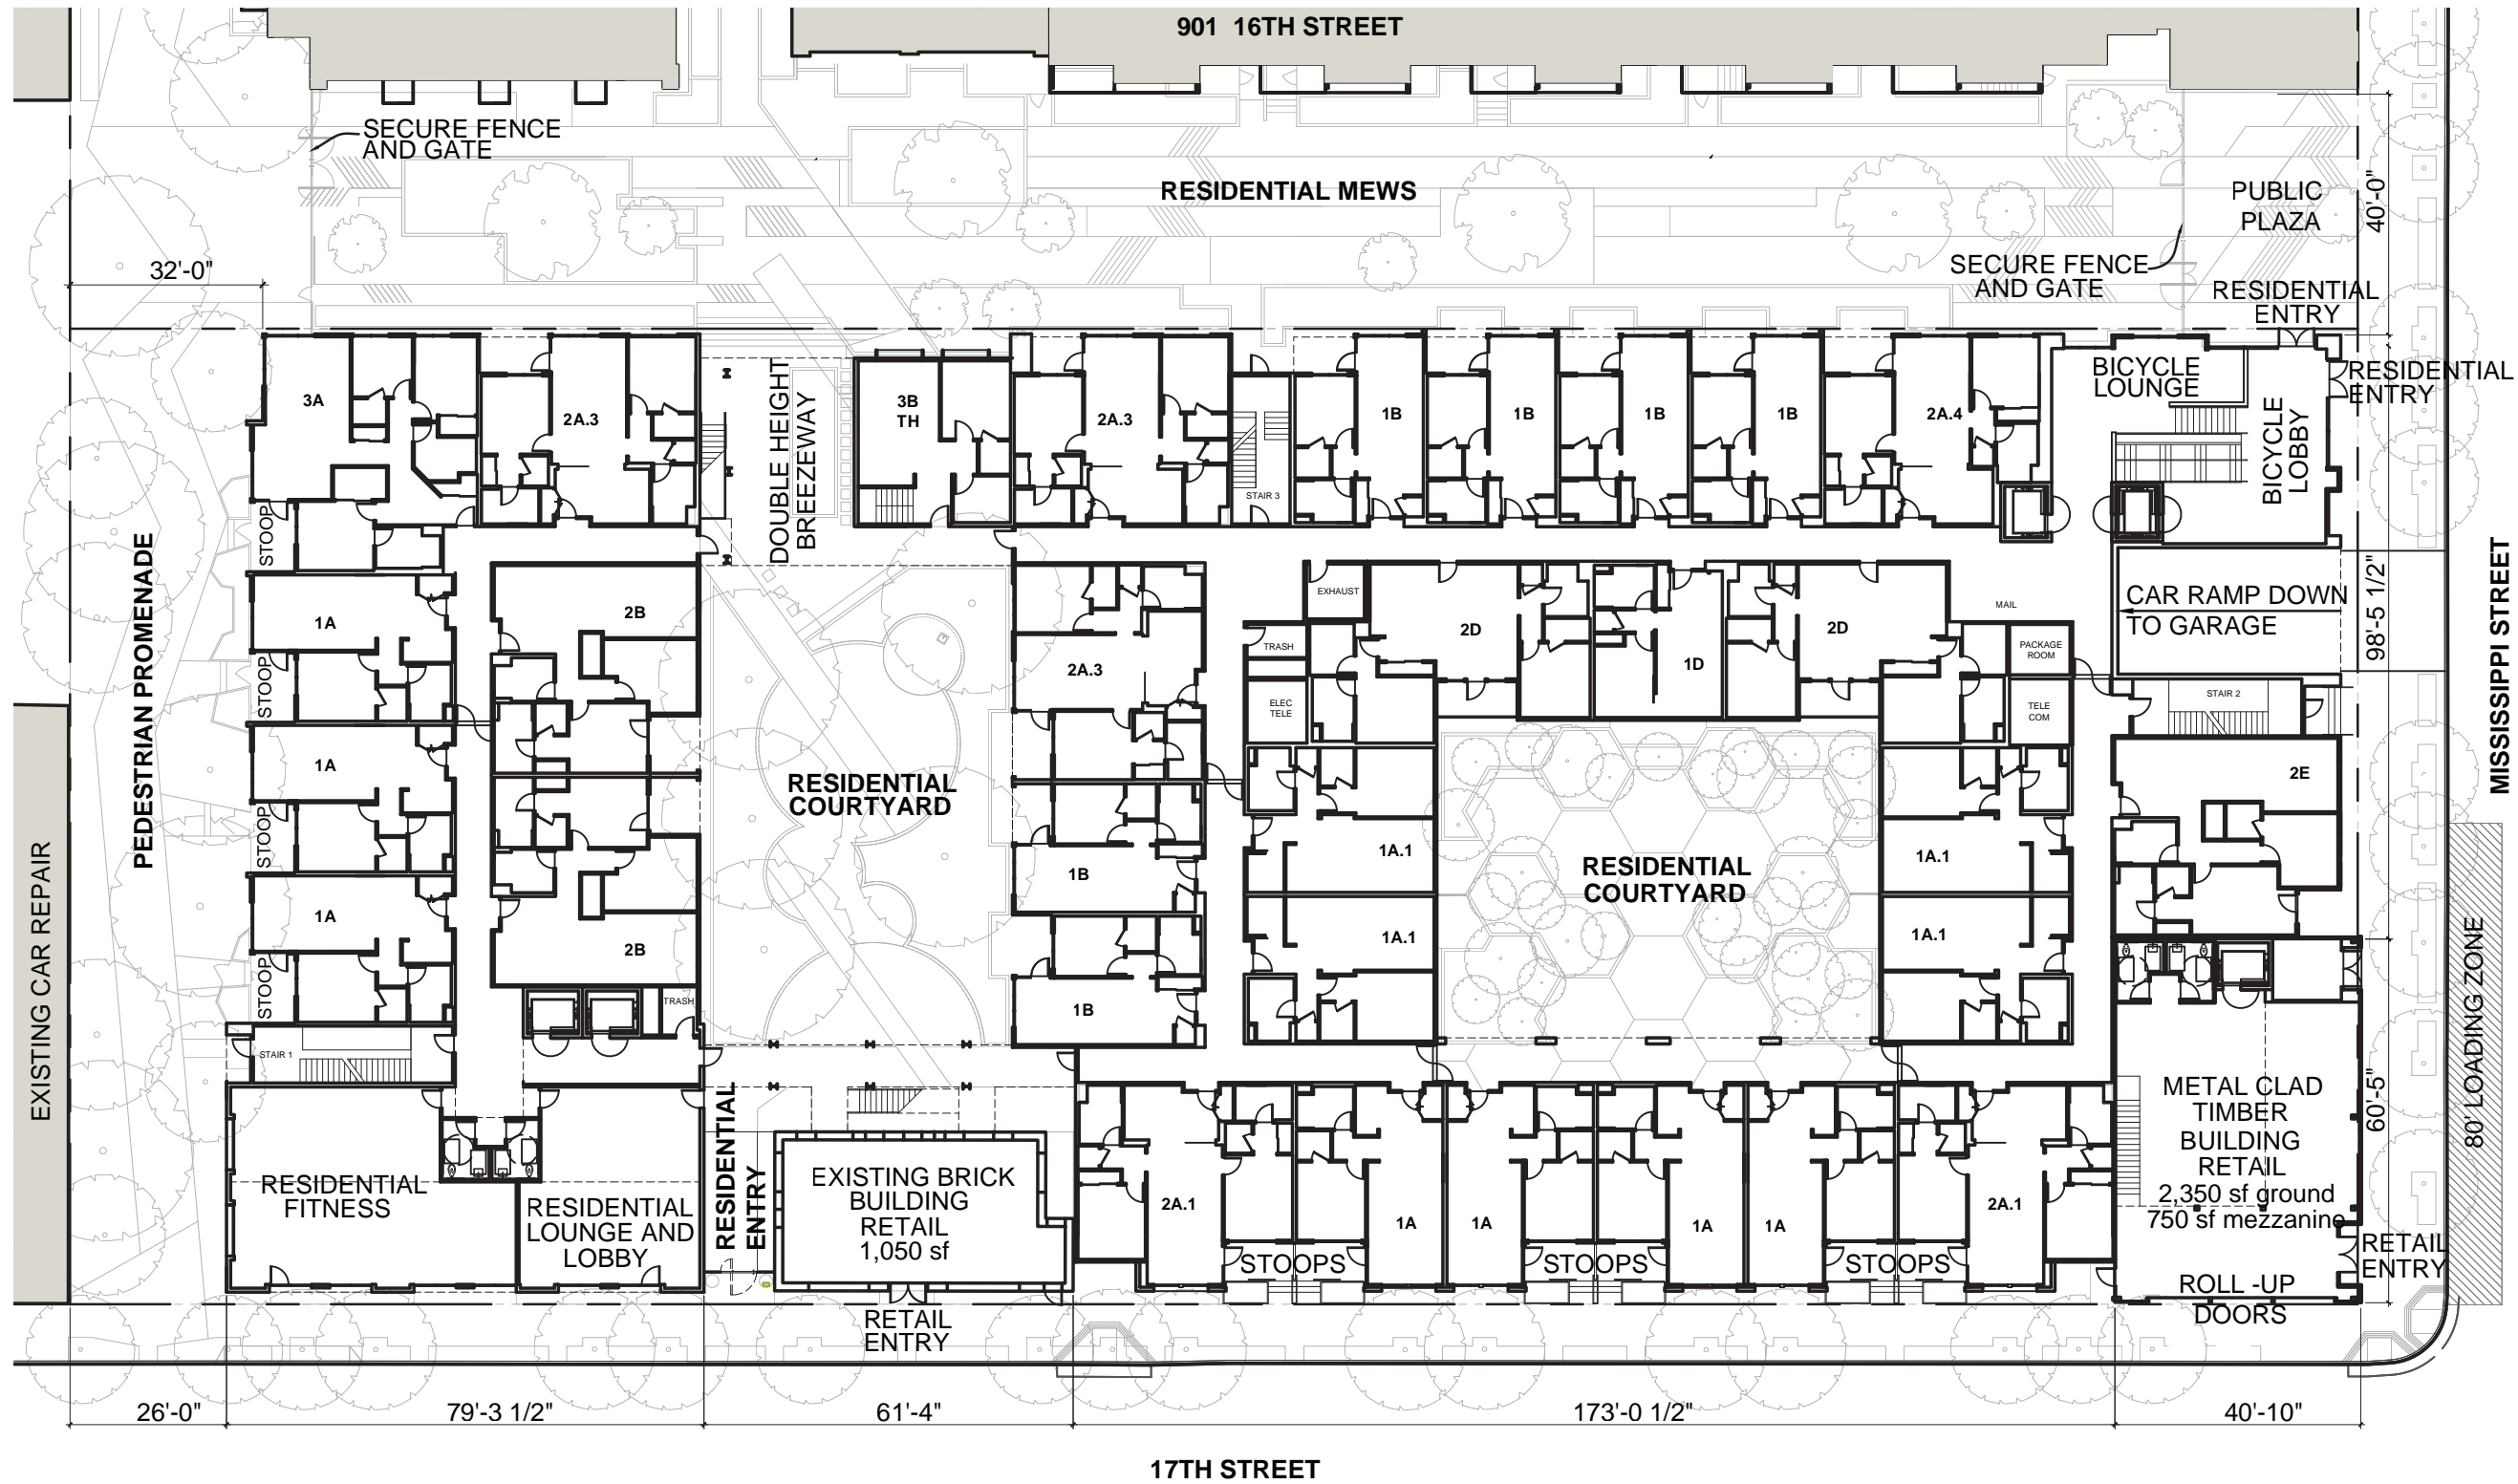 901 16TH STREET
SECURE FENCE
AND GATE
RESIDENTIAL MEWS
PUBLIC
PLAZA
40'-0"
32'-0"
SECURE FENCE
AND GATE
RESIDENTIAL
ENTRY
3A
2A.3
DOUBLE HEIGHT
BREEZEWAY
3B
TH
2A.3
STAIR 3
1B
1B
1B
1B
2A.4
BICYCLE
LOUNGE
BICYCLE
LOBBY
RESIDENTIAL
ENTRY
PEDESTRIAN PROMENADE
STOOP
1A
STOOP
1A
STOOP
1A
STOOP
2B
2B
TRASH
RESIDENTIAL
COURTYARD
2A.3
1B
1B
EXHAUST
TRASH
ELEC
TELE
2D
1D
2D
MAIL
PACKAGE
ROOM
TELE
COM
CAR RAMP DOWN
TO GARAGE
98'-5 1/2"
MISSISSIPPI STREET
STAIR 2
2E
1A.1
1A.1
RESIDENTIAL
COURTYARD
1A.1
1A.1
EXISTING CAR REPAIR
STAIR 1
RESIDENTIAL
FITNESS
RESIDENTIAL
LOUNGE AND
LOBBY
RESIDENTIAL
ENTRY
EXISTING BRICK
BUILDING
RETAIL
1,050 sf
RETAIL
ENTRY
2A.1
STOOPS
1A
1A
STOOPS
1A
1A
STOOPS
2A.1
METAL CLAD
TIMBER
BUILDING
RETAIL
2,350 sf ground
750 sf mezzanine
60'-5"
80' LOADING ZONE
RETAIL
ENTRY
ROLL -UP
DOORS
26'-0"
79'-3 1/2"
61'-4"
173'-0 1/2"
40'-10"
17TH STREET